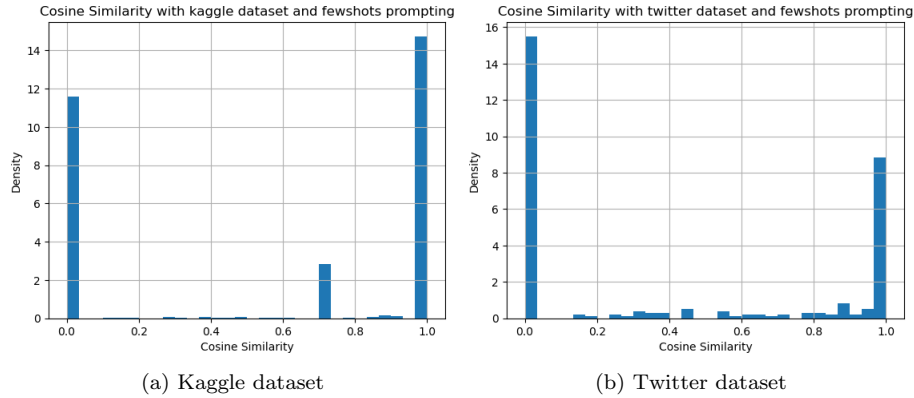 Cosine Similarity with kaggle dataset and fewshots prompting
14
12
10
8
6
4
2
0
Density
0.0 0.2 0.4 0.6 0.8 1.0
Cosine Similarity
(a) Kaggle dataset
Cosine Similarity with twitter dataset and fewshots prompting
16
14
12
10
8
6
4
2
0
Density
0.0 0.2 0.4 0.6 0.8 1.0
Cosine Similarity
(b) Twitter dataset